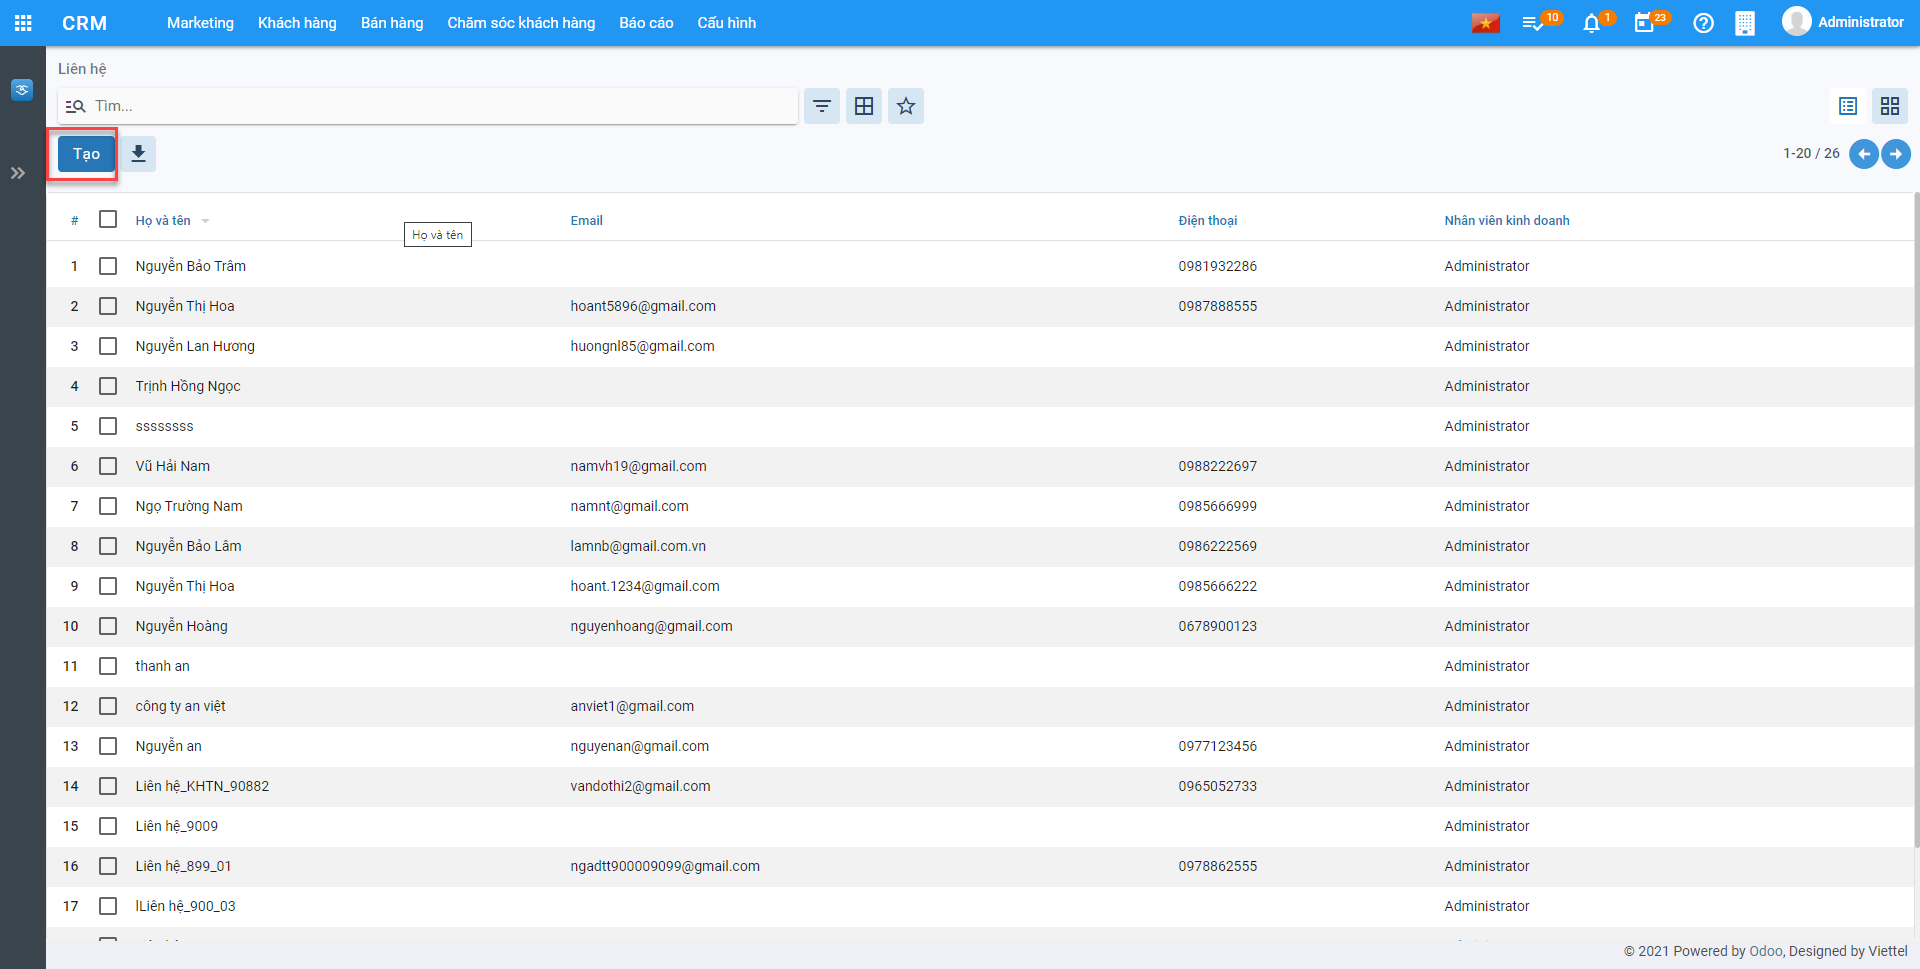 CRM Marketing Khách hàng Bán hàng Chăm sóc khách hàng Báo cáo Cấu hình 10 1 23 Administrator
Liên hệ
Tìm...
Tạo 1-20 / 26
# Họ và tên Email Điện thoại Nhân viên kinh doanh
Họ và tên
1 Nguyễn Bảo Trâm 0981932286 Administrator
2 Nguyễn Thị Hoa hoant5896@gmail.com 0987888555 Administrator
3 Nguyễn Lan Hương huongnl85@gmail.com Administrator
4 Trịnh Hồng Ngọc Administrator
5 ssssssss Administrator
6 Vũ Hải Nam namvh19@gmail.com 0988222697 Administrator
7 Ngọ Trường Nam namnt@gmail.com 0985666999 Administrator
8 Nguyễn Bảo Lâm lamnb@gmail.com.vn 0986222569 Administrator
9 Nguyễn Thị Hoa hoant.1234@gmail.com 0985666222 Administrator
10 Nguyễn Hoàng nguyenhoang@gmail.com 0678900123 Administrator
11 thanh an Administrator
12 công ty an việt anviet1@gmail.com Administrator
13 Nguyễn an nguyenan@gmail.com 0977123456 Administrator
14 Liên hệ_KHTN_90882 vandothi2@gmail.com 0965052733 Administrator
15 Liên hệ_9009 Administrator
16 Liên hệ_899_01 ngadtt900009099@gmail.com 0978862555 Administrator
17 lLiên hệ_900_03 Administrator
© 2021 Powered by Odoo, Designed by Viettel